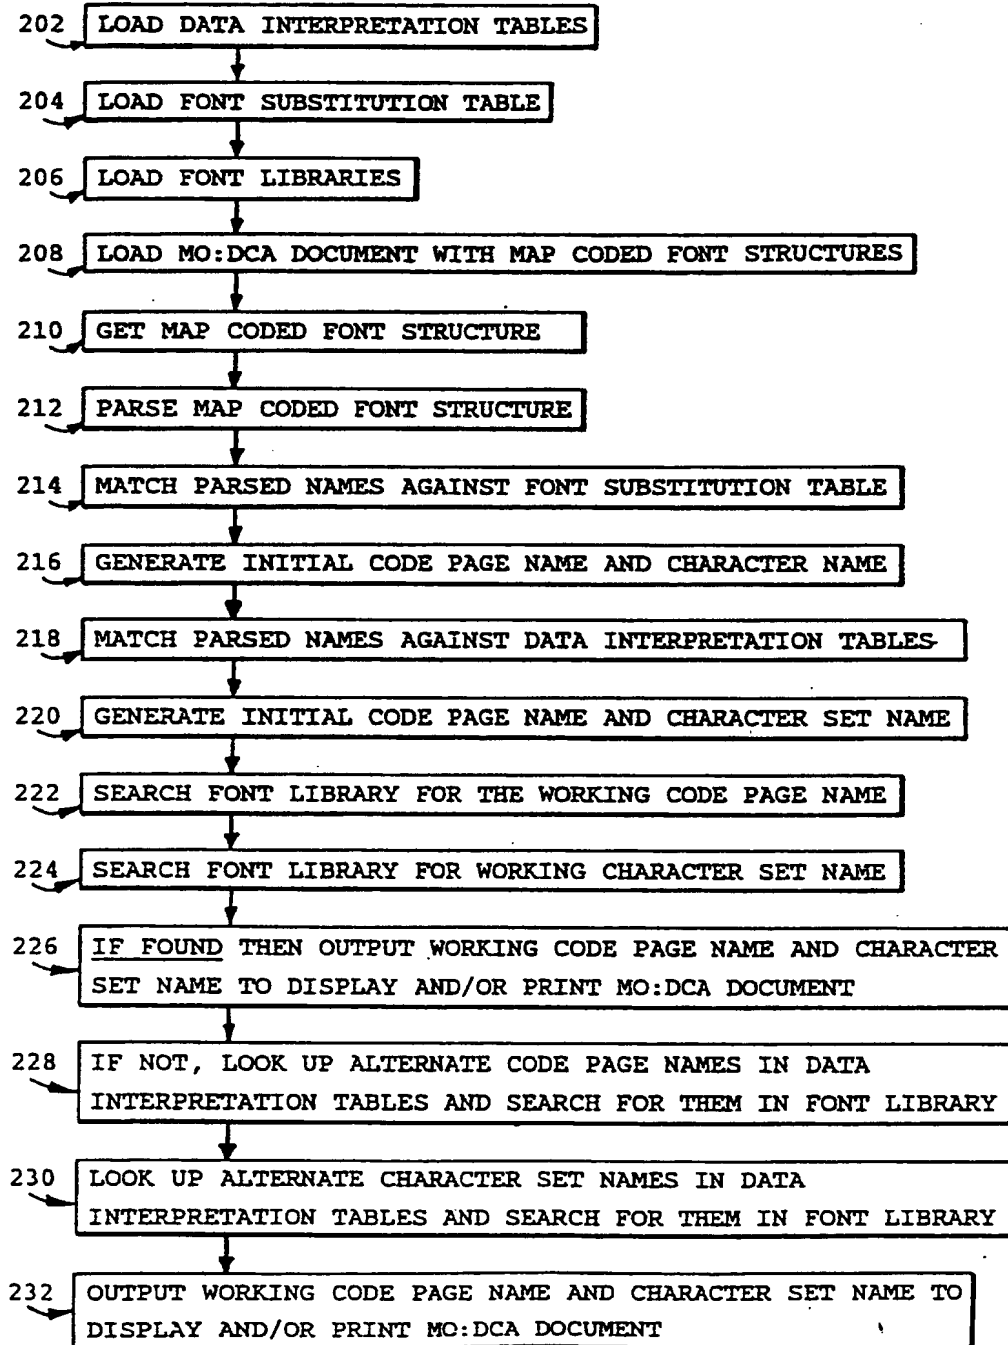 202 LOAD DATA INTERPRETATION TABLES
204 LOAD FONT SUBSTITUTION TABLE
206 LOAD FONT LIBRARIES
208 LOAD MO:DCA DOCUMENT WITH MAP CODED FONT STRUCTURES
210 GET MAP CODED FONT STRUCTURE
212 PARSE MAP CODED FONT STRUCTURE
214 MATCH PARSED NAMES AGAINST FONT SUBSTITUTION TABLE
216 GENERATE INITIAL CODE PAGE NAME AND CHARACTER NAME
218 MATCH PARSED NAMES AGAINST DATA INTERPRETATION TABLES
220 GENERATE INITIAL CODE PAGE NAME AND CHARACTER SET NAME
222 SEARCH FONT LIBRARY FOR THE WORKING CODE PAGE NAME
224 SEARCH FONT LIBRARY FOR WORKING CHARACTER SET NAME
226 IF FOUND THEN OUTPUT WORKING CODE PAGE NAME AND CHARACTER
SET NAME TO DISPLAY AND/OR PRINT MO:DCA DOCUMENT
228 IF NOT, LOOK UP ALTERNATE CODE PAGE NAMES IN DATA
INTERPRETATION TABLES AND SEARCH FOR THEM IN FONT LIBRARY
230 LOOK UP ALTERNATE CHARACTER SET NAMES IN DATA
INTERPRETATION TABLES AND SEARCH FOR THEM IN FONT LIBRARY
232 OUTPUT WORKING CODE PAGE NAME AND CHARACTER SET NAME TO
DISPLAY AND/OR PRINT MO:DCA DOCUMENT